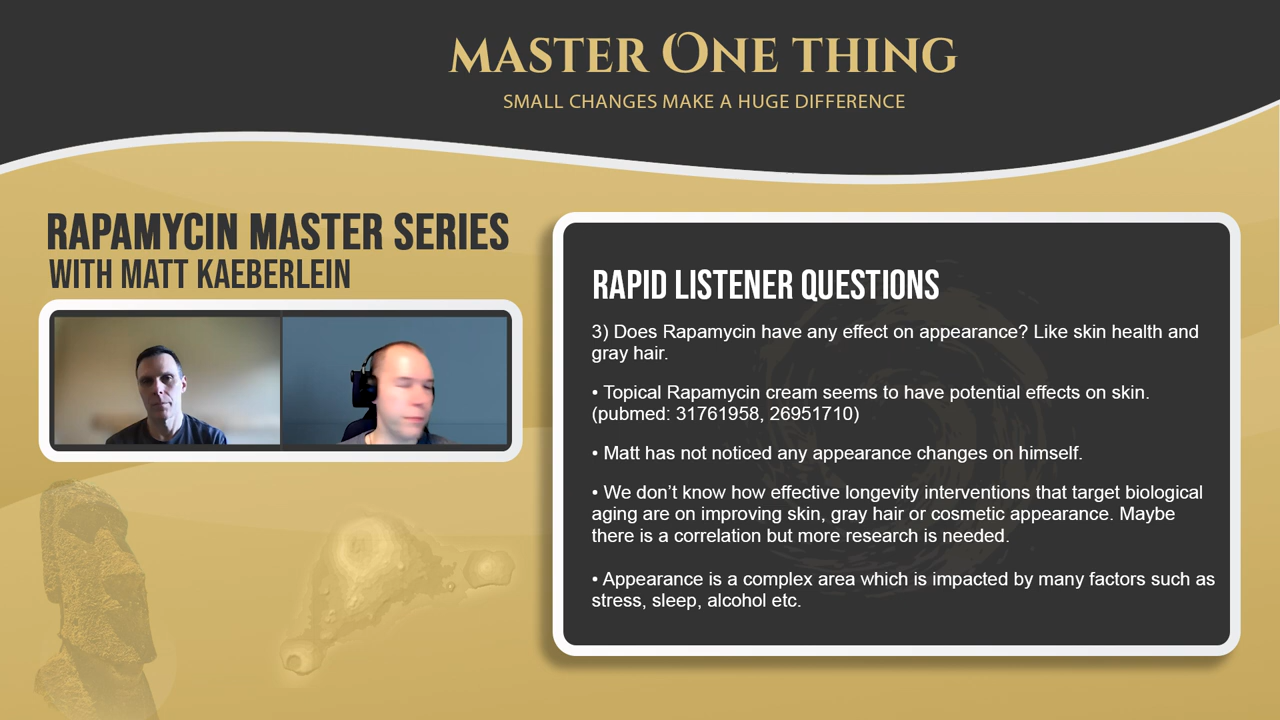 MASTER ONE THING
SMALL CHANGES MAKE A HUGE DIFFERENCE
RAPAMYCIN MASTER SERIES
WITH MATT KAEBERLEIN
RAPID LISTENER QUESTIONS
3) Does Rapamycin have any effect on appearance? Like skin health and
gray hair.
• Topical Rapamycin cream seems to have potential effects on skin.
(pubmed: 31761958, 26951710)
• Matt has not noticed any appearance changes on himself.
• We don’t know how effective longevity interventions that target biological
aging are on improving skin, gray hair or cosmetic appearance. Maybe
there is a correlation but more research is needed.
• Appearance is a complex area which is impacted by many factors such as
stress, sleep, alcohol etc.